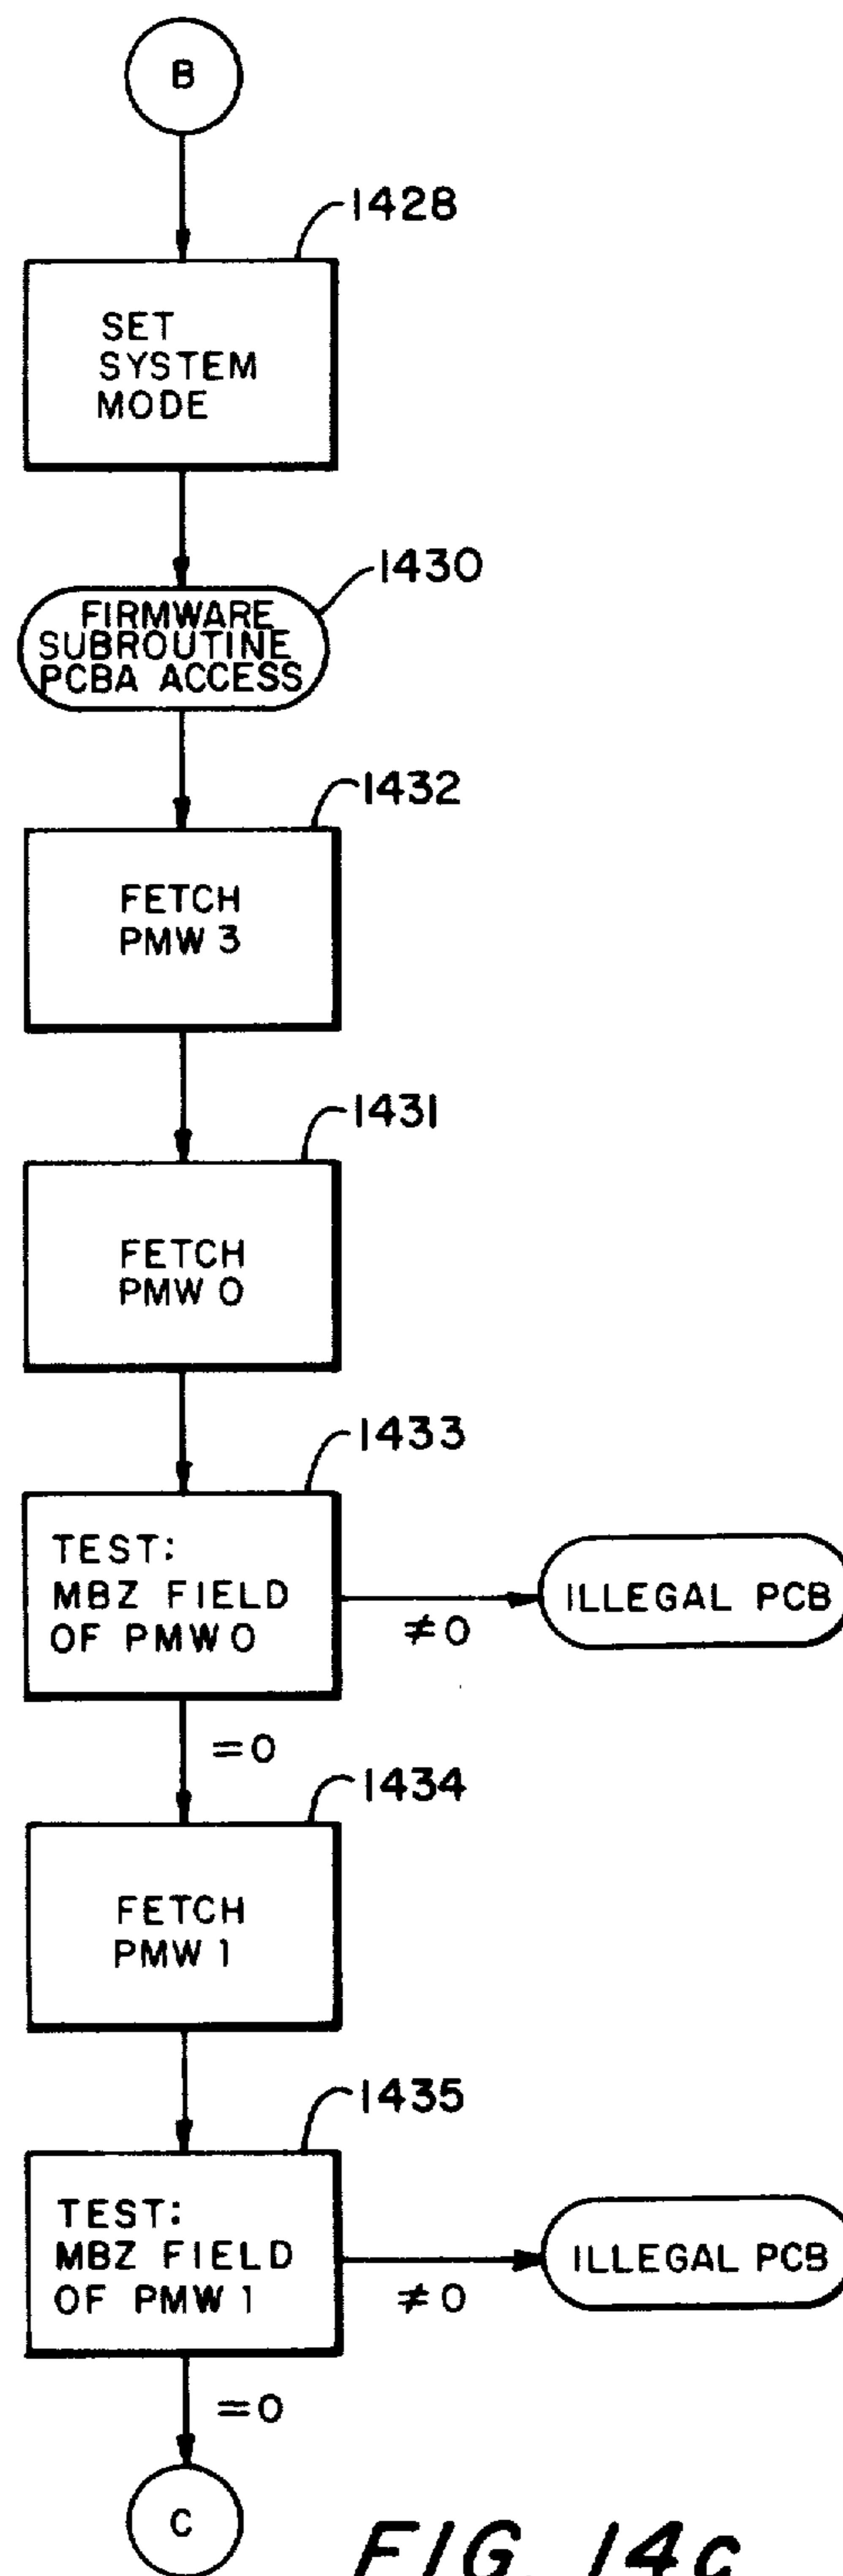 B
1428
SET
SYSTEM
MODE
1430
FIRMWARE
SUBROUTINE
PCBA ACCESS
1432
FETCH
PMW 3
1431
FETCH
PMW 0
1433
TEST:
MBZ FIELD
OF PMW 0
≠0
ILLEGAL PCB
=0
1434
FETCH
PMW 1
1435
TEST:
MBZ FIELD
OF PMW 1
≠0
ILLEGAL PCB
=0
C
FIG. 14c